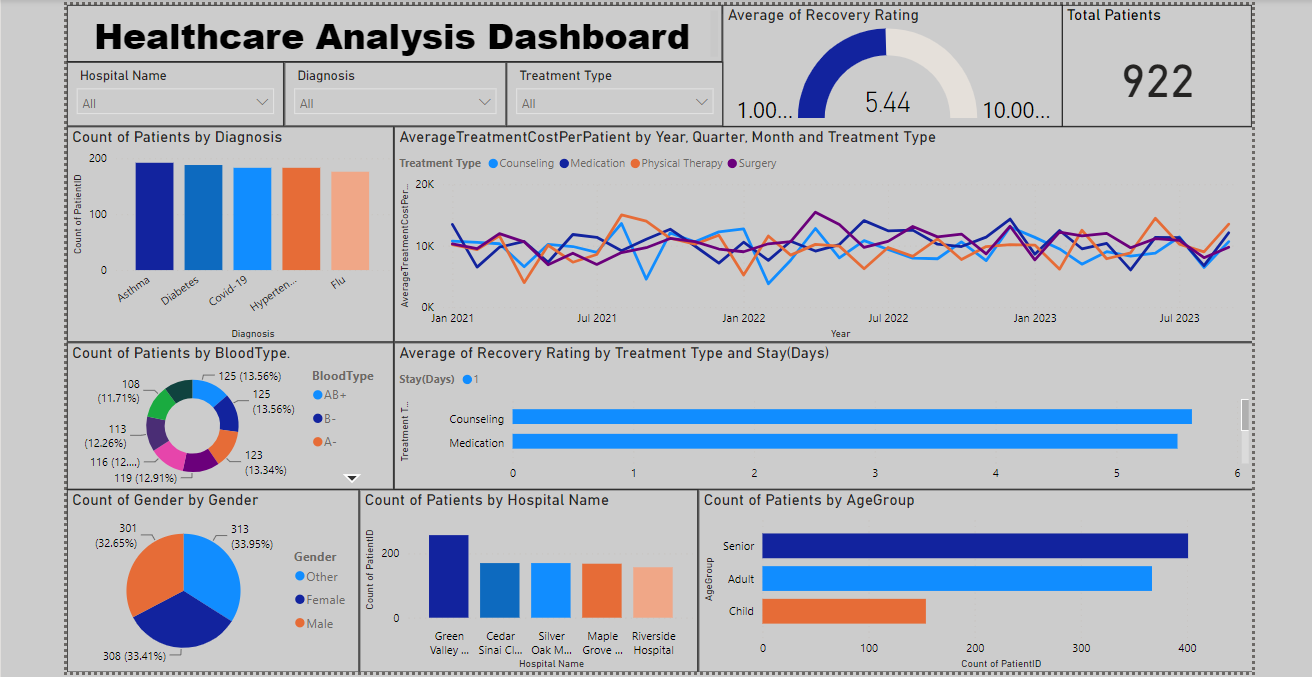 Healthcare Analysis Dashboard
Average of Recovery Rating
1.00...
5.44
10.00...
Total Patients
922
Hospital Name
All
Diagnosis
All
Treatment Type
All
Count of Patients by Diagnosis
Count of PatientID
200
100
0
Asthma
Diabetes
Covid-19
Hyperten...
Flu
Diagnosis
AverageTreatmentCostPerPatient by Year, Quarter, Month and Treatment Type
Treatment Type Counseling Medication Physical Therapy Surgery
AverageTreatmentCostPer...
20K
10K
0K
Jan 2021 Jul 2021 Jan 2022 Jul 2022 Jan 2023 Jul 2023
Year
Count of Patients by BloodType.
125 (13.56%)
125
(13.56%)
123
(13.34%)
119 (12.91%)
116 (12....)
113
(12.26%)
108
(11.71%)
BloodType
AB+
B-
A-
Average of Recovery Rating by Treatment Type and Stay(Days)
Stay(Days) 1
Treatment T...
Counseling
Medication
0 1 2 3 4 5 6
Count of Gender by Gender
301
(32.65%)
313
(33.95%)
308 (33.41%)
Gender
Other
Female
Male
Count of Patients by Hospital Name
Count of PatientID
200
0
Green
Valley ...
Cedar
Sinai Cl...
Silver
Oak M...
Maple
Grove ...
Riverside
Hospital
Hospital Name
Count of Patients by AgeGroup
AgeGroup
Senior
Adult
Child
0 100 200 300 400
Count of PatientID